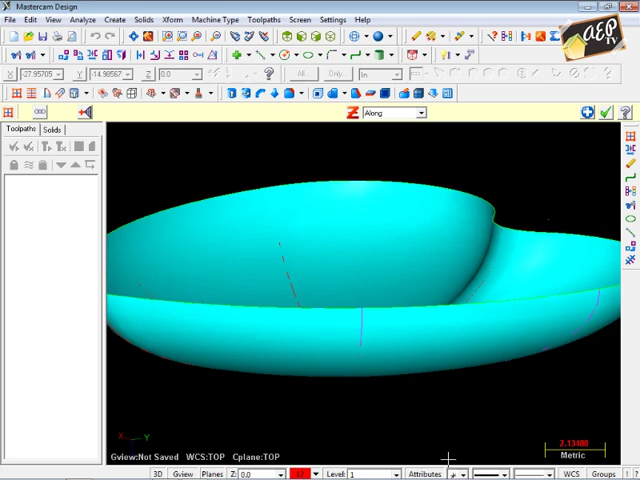 Mastercam Design
File Edit View Analyze Create Solids Xform Machine Type Toolpaths Screen Settings Help
AEP
TV
X -27.95705 Y -14.98567 Z 0.0 All... Only... In
Along
Toolpaths Solids
X Y
Gview:Not Saved WCS:TOP Cplane:TOP
2.13488
Metric
3D Gview Planes Z: 0.0 12 Level: 1 Attributes WCS Groups ?